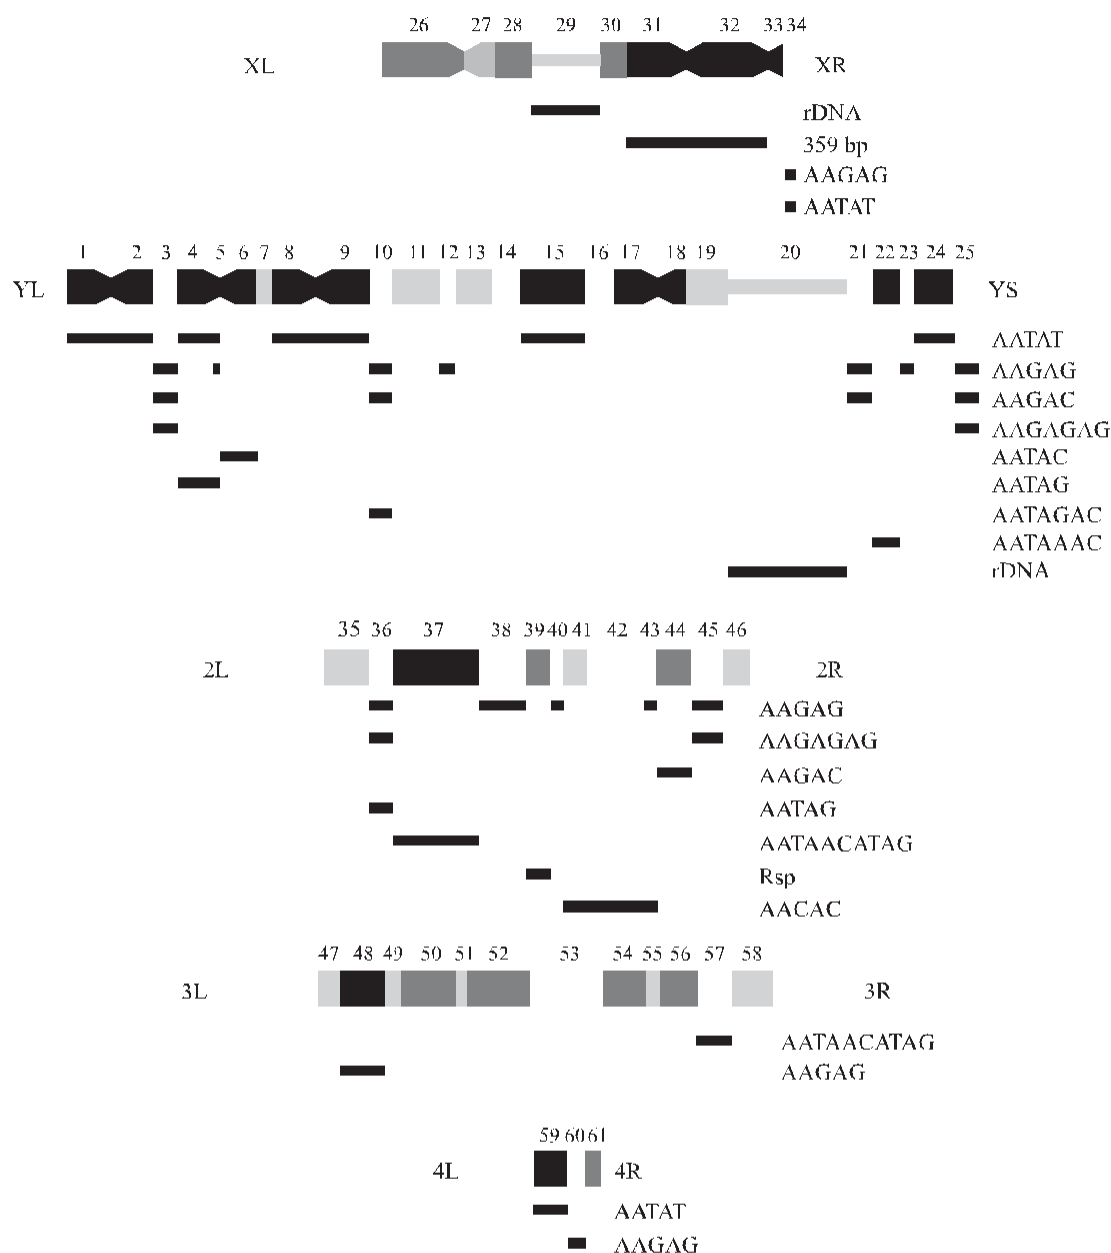 26 27 28 29 30 31 32 33 34
XL XR
rDNA
359 bp
AAGAG
AATAT
1 2 3 4 5 6 7 8 9 10 11 12 13 14 15 16 17 18 19 20 21 22 23 24 25
YL YS
AATAT
AAGAG
AAGAC
AAGAGAG
AATAC
AATAG
AATAGAC
AATAAAC
rDNA
35 36 37 38 39 40 41 42 43 44 45 46
2L 2R
AAGAG
AAGAGAG
AAGAC
AATAG
AATAACATAG
Rsp
AACAC
47 48 49 50 51 52 53 54 55 56 57 58
3L 3R
AATAACATAG
AAGAG
59 60 61
4L 4R
AATAT
AAGAG